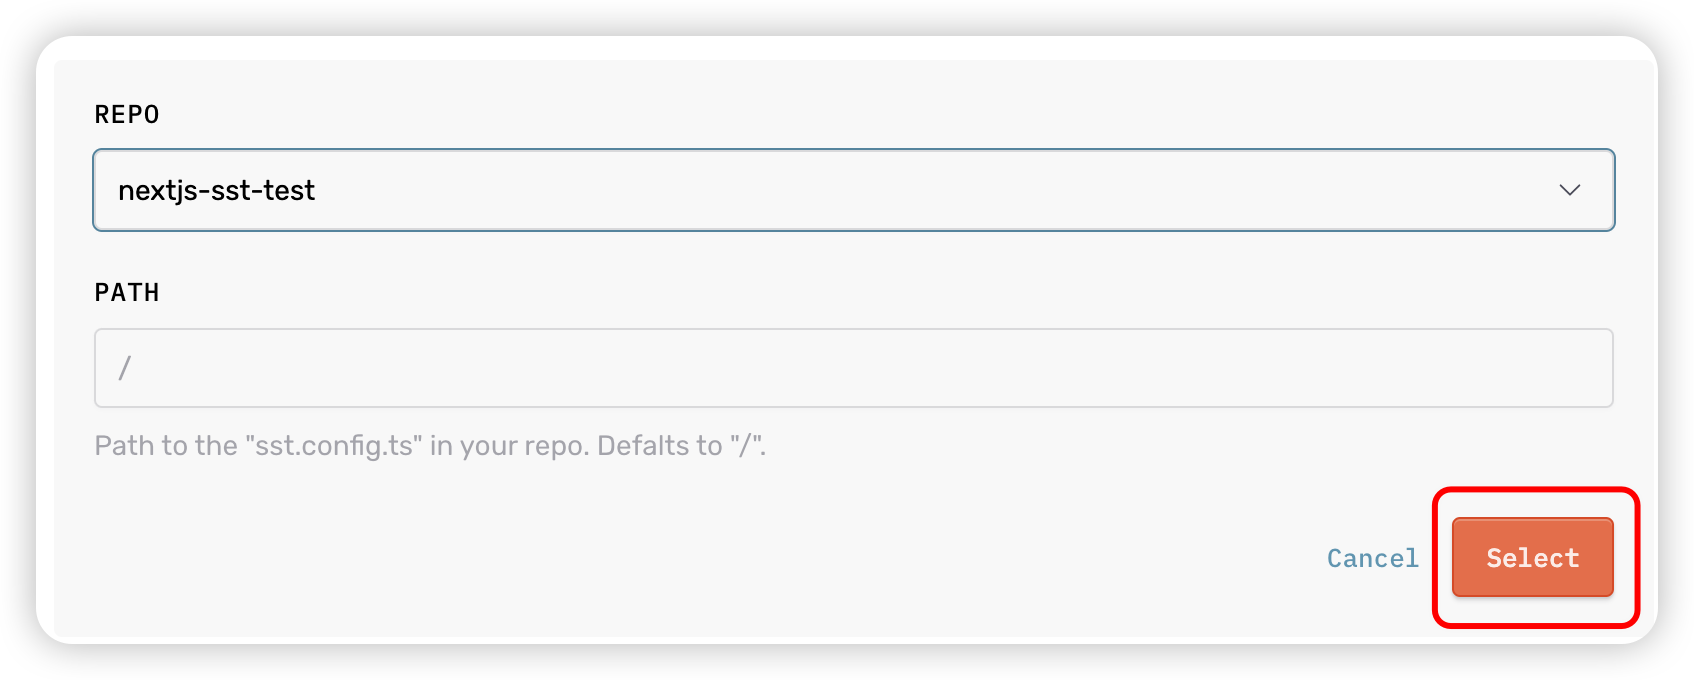 REPO
nextjs-sst-test
PATH
/
Path to the "sst.config.ts" in your repo. Defalts to "/".
Cancel
Select